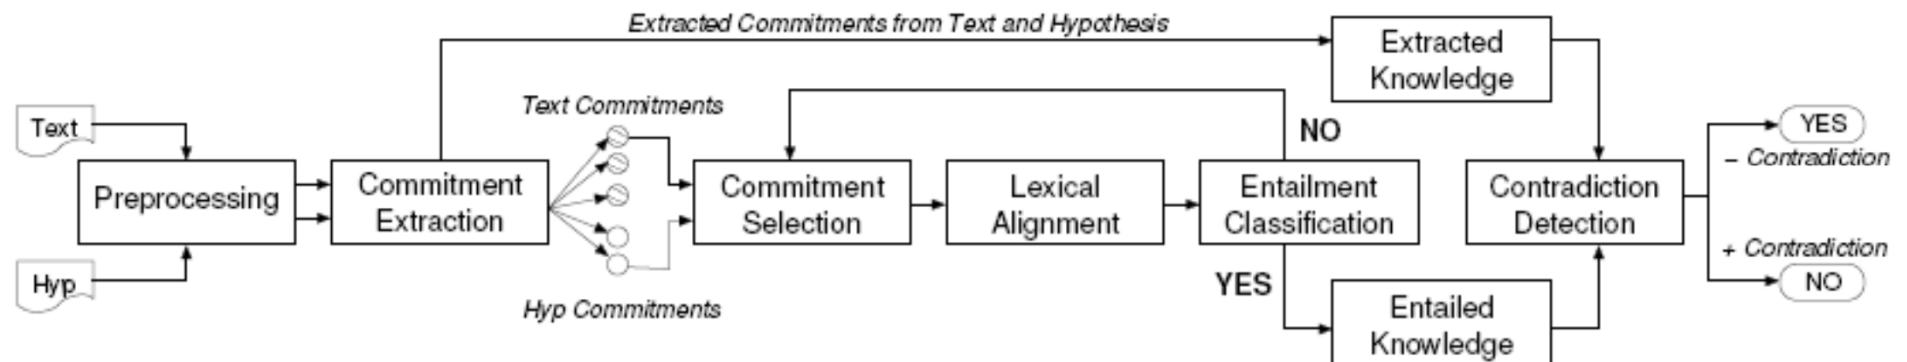 Extracted Commitments from Text and Hypothesis
Extracted
Knowledge
Text Commitments
Text
NO
YES
– Contradiction
Preprocessing
Commitment
Extraction
Commitment
Selection
Lexical
Alignment
Entailment
Classification
Contradiction
Detection
+ Contradiction
NO
Hyp
YES
Hyp Commitments
Entailed
Knowledge